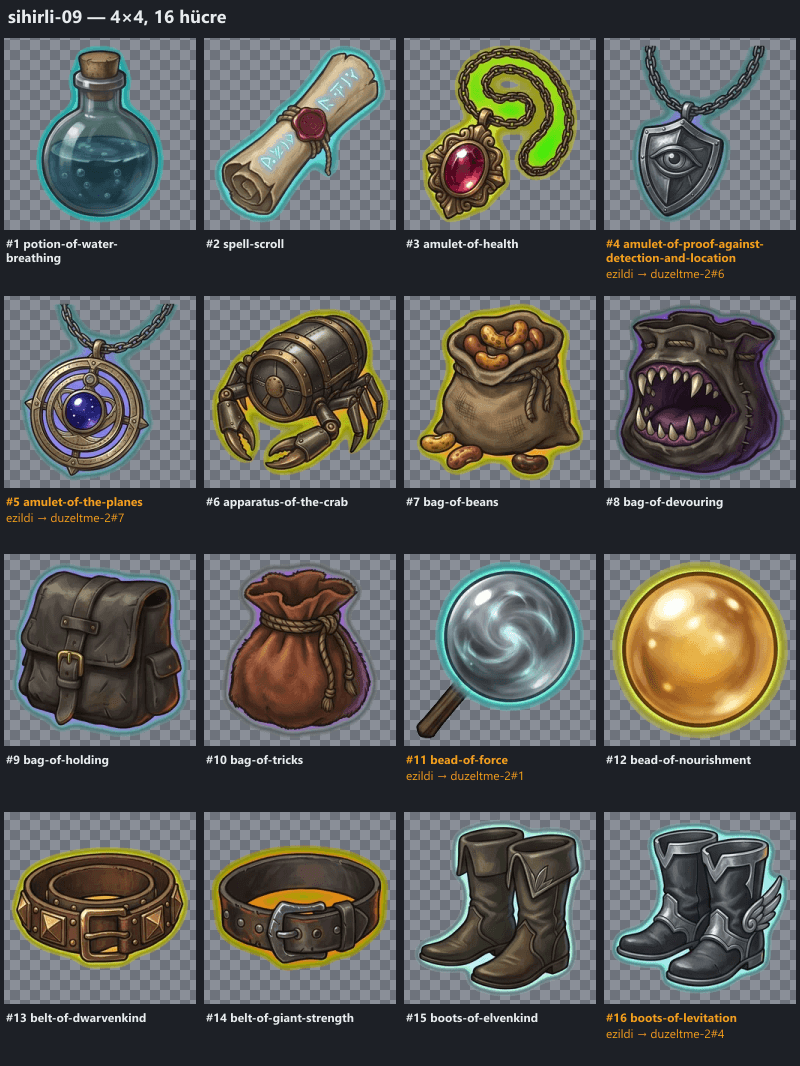 sihirli-09 — 4×4, 16 hücre
#1 potion-of-water-
breathing
#2 spell-scroll
#3 amulet-of-health
#4 amulet-of-proof-against-
detection-and-location
ezildi → duzeltme-2#6
#5 amulet-of-the-planes
ezildi → duzeltme-2#7
#6 apparatus-of-the-crab
#7 bag-of-beans
#8 bag-of-devouring
#9 bag-of-holding
#10 bag-of-tricks
#11 bead-of-force
ezildi → duzeltme-2#1
#12 bead-of-nourishment
#13 belt-of-dwarvenkind
#14 belt-of-giant-strength
#15 boots-of-elvenkind
#16 boots-of-levitation
ezildi → duzeltme-2#4